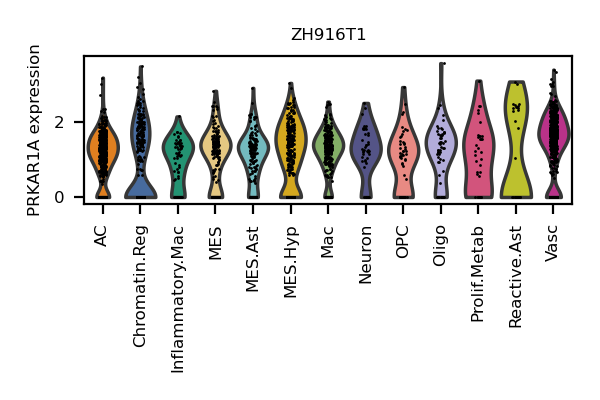 ZH916T1
PRKAR1A expression
2
0
AC
Chromatin.Reg
Inflammatory.Mac
MES
MES.Ast
MES.Hyp
Mac
Neuron
OPC
Oligo
Prolif.Metab
Reactive.Ast
Vasc